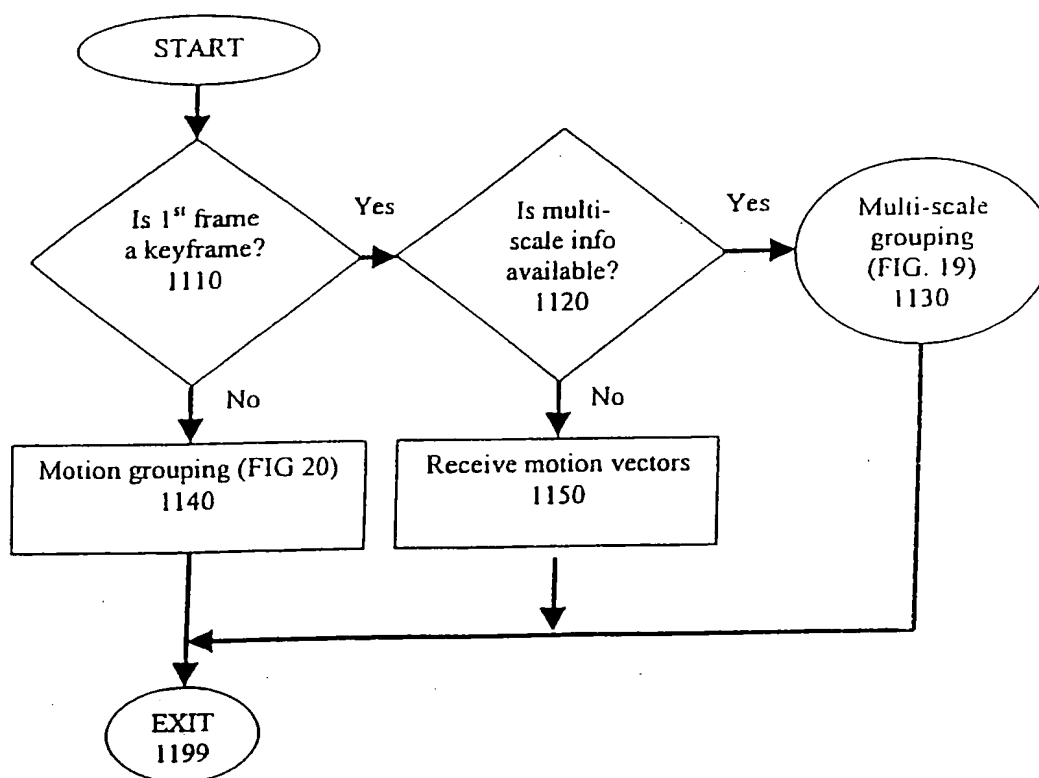 START
Is 1st frame
a keyframe?
1110
Yes
Is multi-
scale info
available?
1120
Yes
Multi-scale
grouping
(FIG. 19)
1130
No
No
Motion grouping (FIG 20)
1140
Receive motion vectors
1150
EXIT
1199